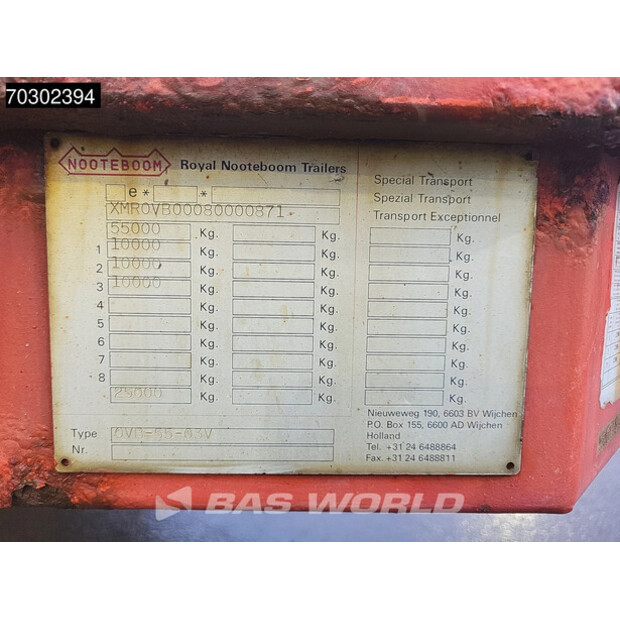 70302394
NOOTEBOOM Royal Nooteboom Trailers
Special Transport
Spezial Transport
Transport Exceptionnel
e* *
XMR0VB00080000871
55000 Kg. Kg. Kg.
1 10000 Kg. Kg. Kg.
2 10000 Kg. Kg. Kg.
3 10000 Kg. Kg. Kg.
4 Kg. Kg. Kg.
5 Kg. Kg. Kg.
6 Kg. Kg. Kg.
7 Kg. Kg. Kg.
8 Kg. Kg. Kg.
25000 Kg. Kg. Kg.
Type OVB-55-03V
Nr.
Nieuweweg 190, 6603 BV Wijchen
P.O. Box 155, 6600 AD Wijchen
Holland
Tel. +31 24 6488864
Fax. +31 24 6488811
BAS WORLD